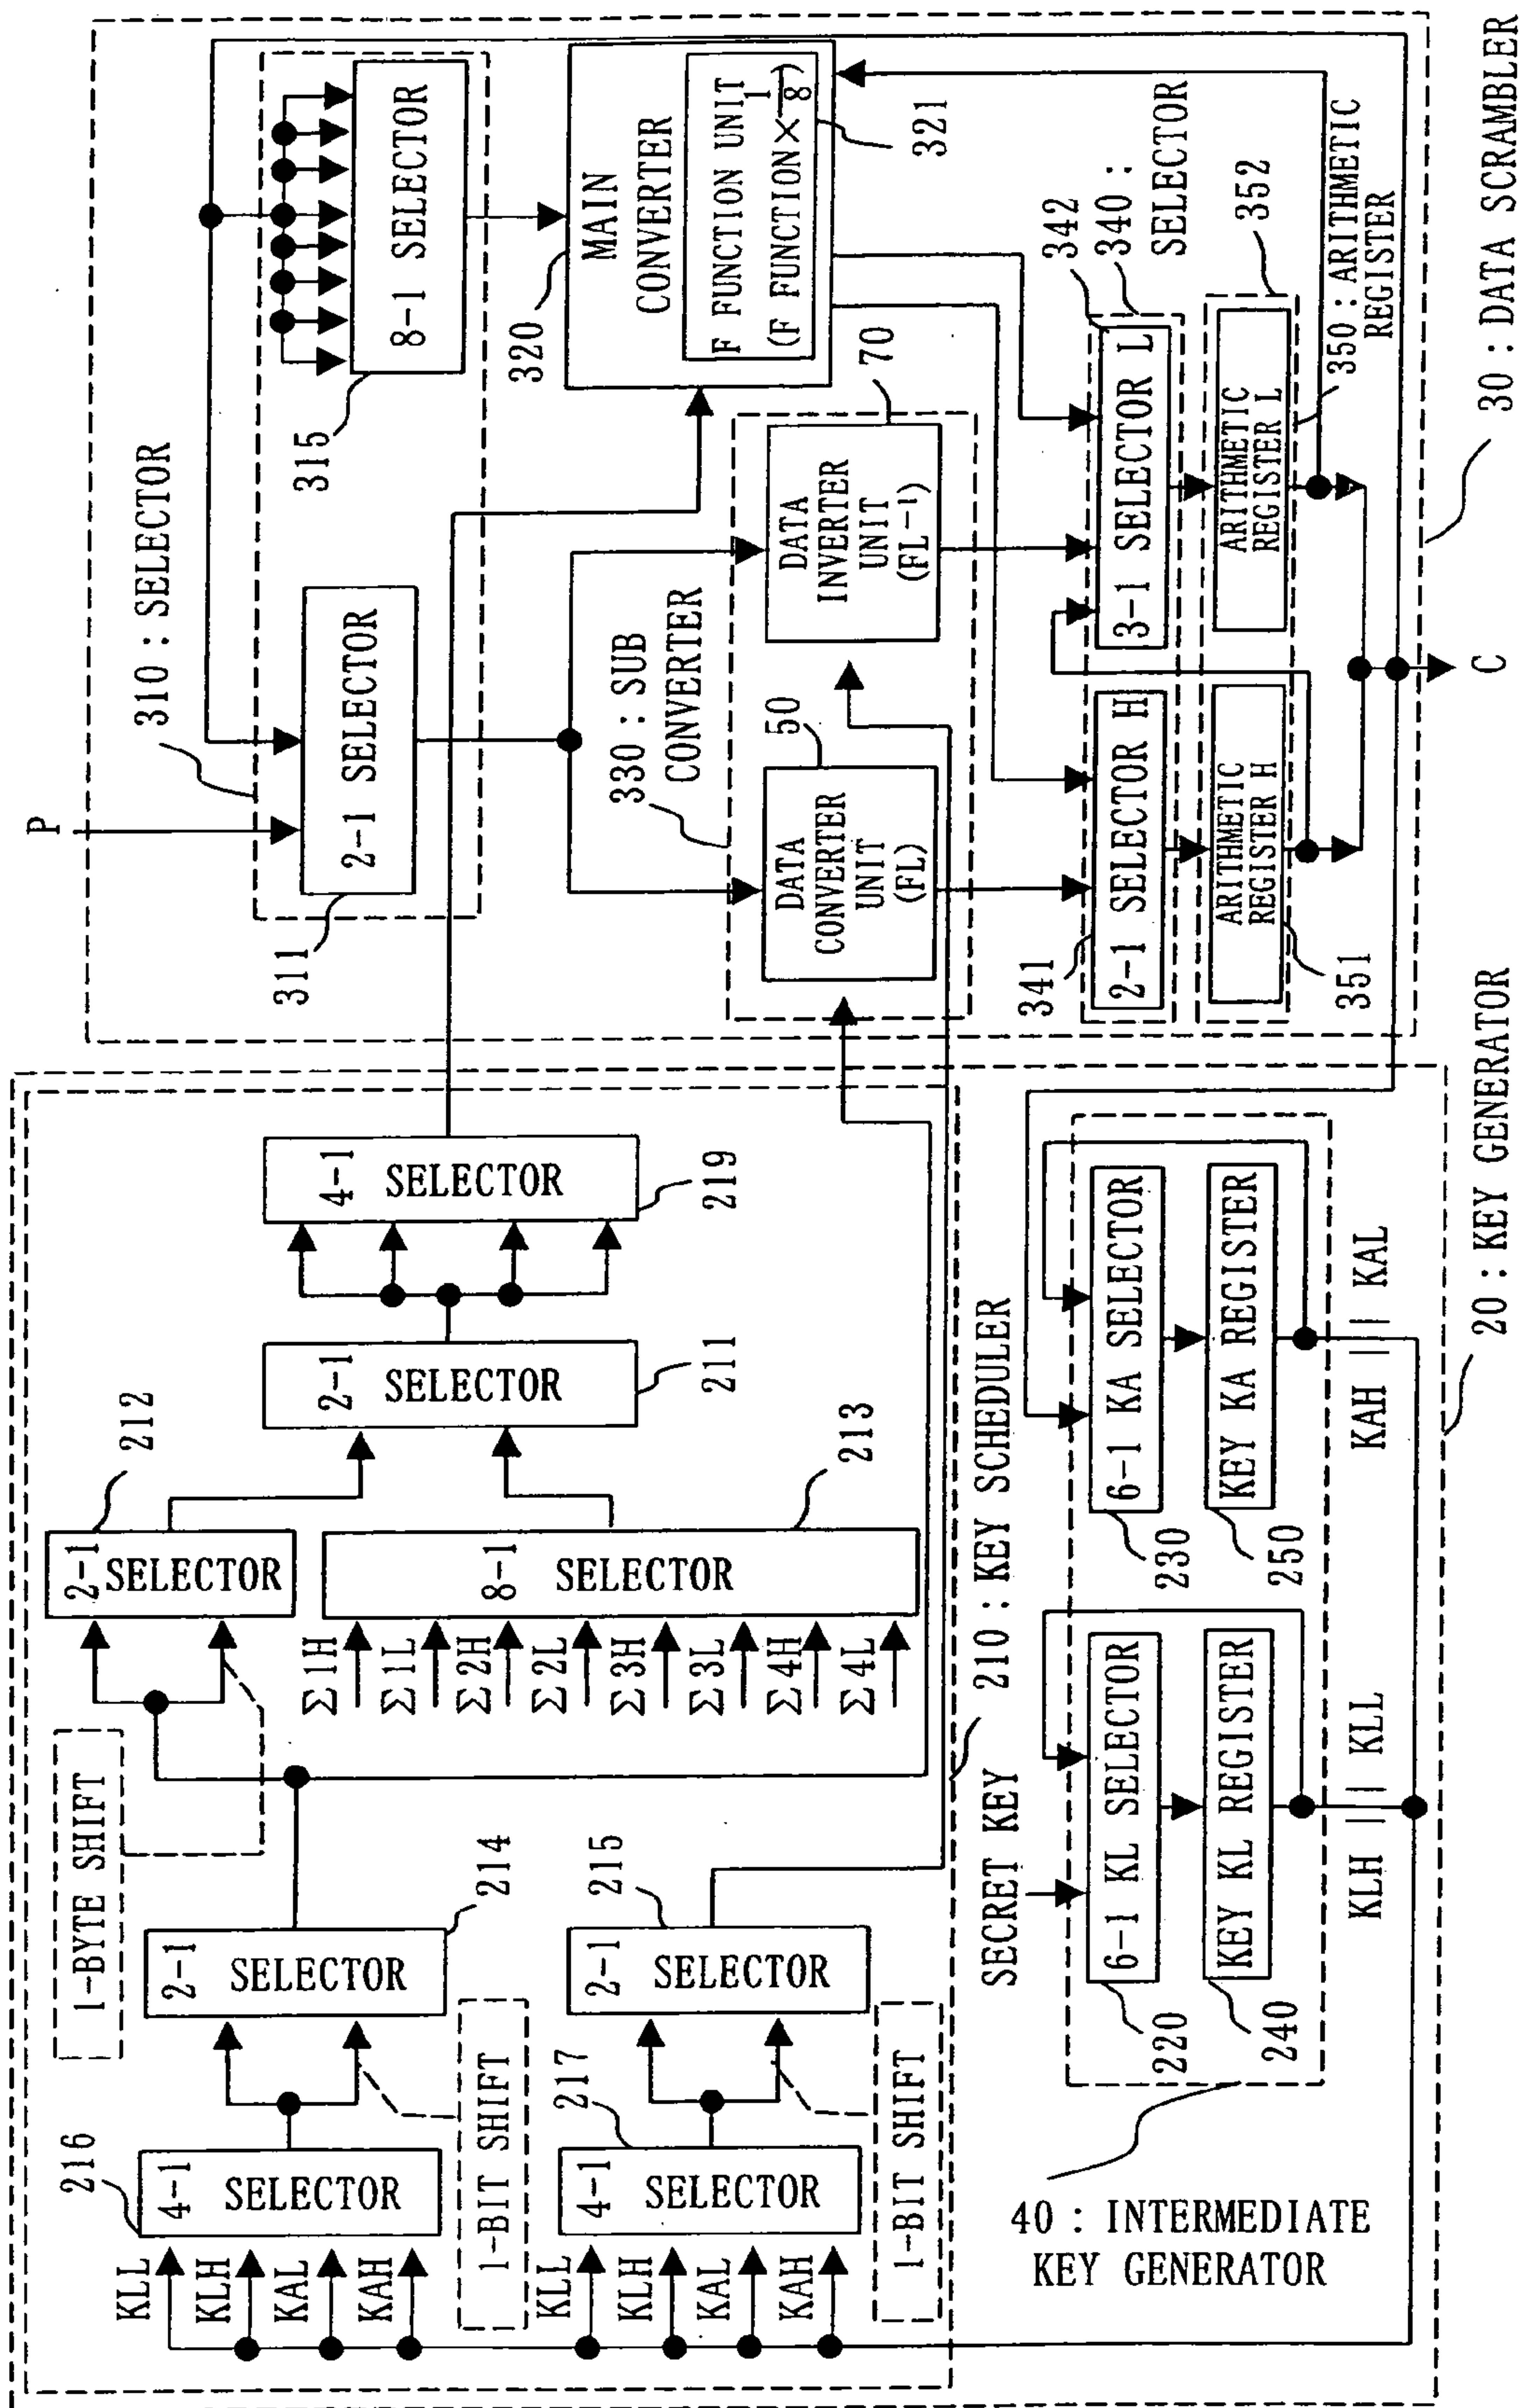 P
310 : SELECTOR
311
2-1 SELECTOR
315
8-1 SELECTOR
320
MAIN
CONVERTER
F FUNCTION UNIT
(F FUNCTION × 1/8)
321
330 : SUB
CONVERTER
50
DATA
CONVERTER
UNIT
(FL)
70
DATA
INVERTER
UNIT
(FL⁻¹)
341
2-1 SELECTOR H
3-1 SELECTOR L
342
340 :
SELECTOR
351
ARITHMETIC
REGISTER H
ARITHMETIC
REGISTER L
352
350 : ARITHMETIC
REGISTER
C
30 : DATA SCRAMBLER
216
4-1
SELECTOR
KLL
KLH
KAL
KAH
1-BIT SHIFT
214
2-1
SELECTOR
1-BYTE SHIFT
212
2-1
SELECTOR
217
4-1
SELECTOR
KLL
KLH
KAL
KAH
1-BIT SHIFT
215
2-1
SELECTOR
Σ1H
Σ1L
Σ2H
Σ2L
Σ3H
Σ3L
Σ4H
Σ4L
8-1
SELECTOR
213
2-1
SELECTOR
211
4-1
SELECTOR
219
210 : KEY SCHEDULER
SECRET KEY
220
6-1 KL SELECTOR
240
KEY KL REGISTER
KLH || KLL
230
6-1 KA SELECTOR
250
KEY KA REGISTER
KAH || KAL
40 : INTERMEDIATE
KEY GENERATOR
20 : KEY GENERATOR